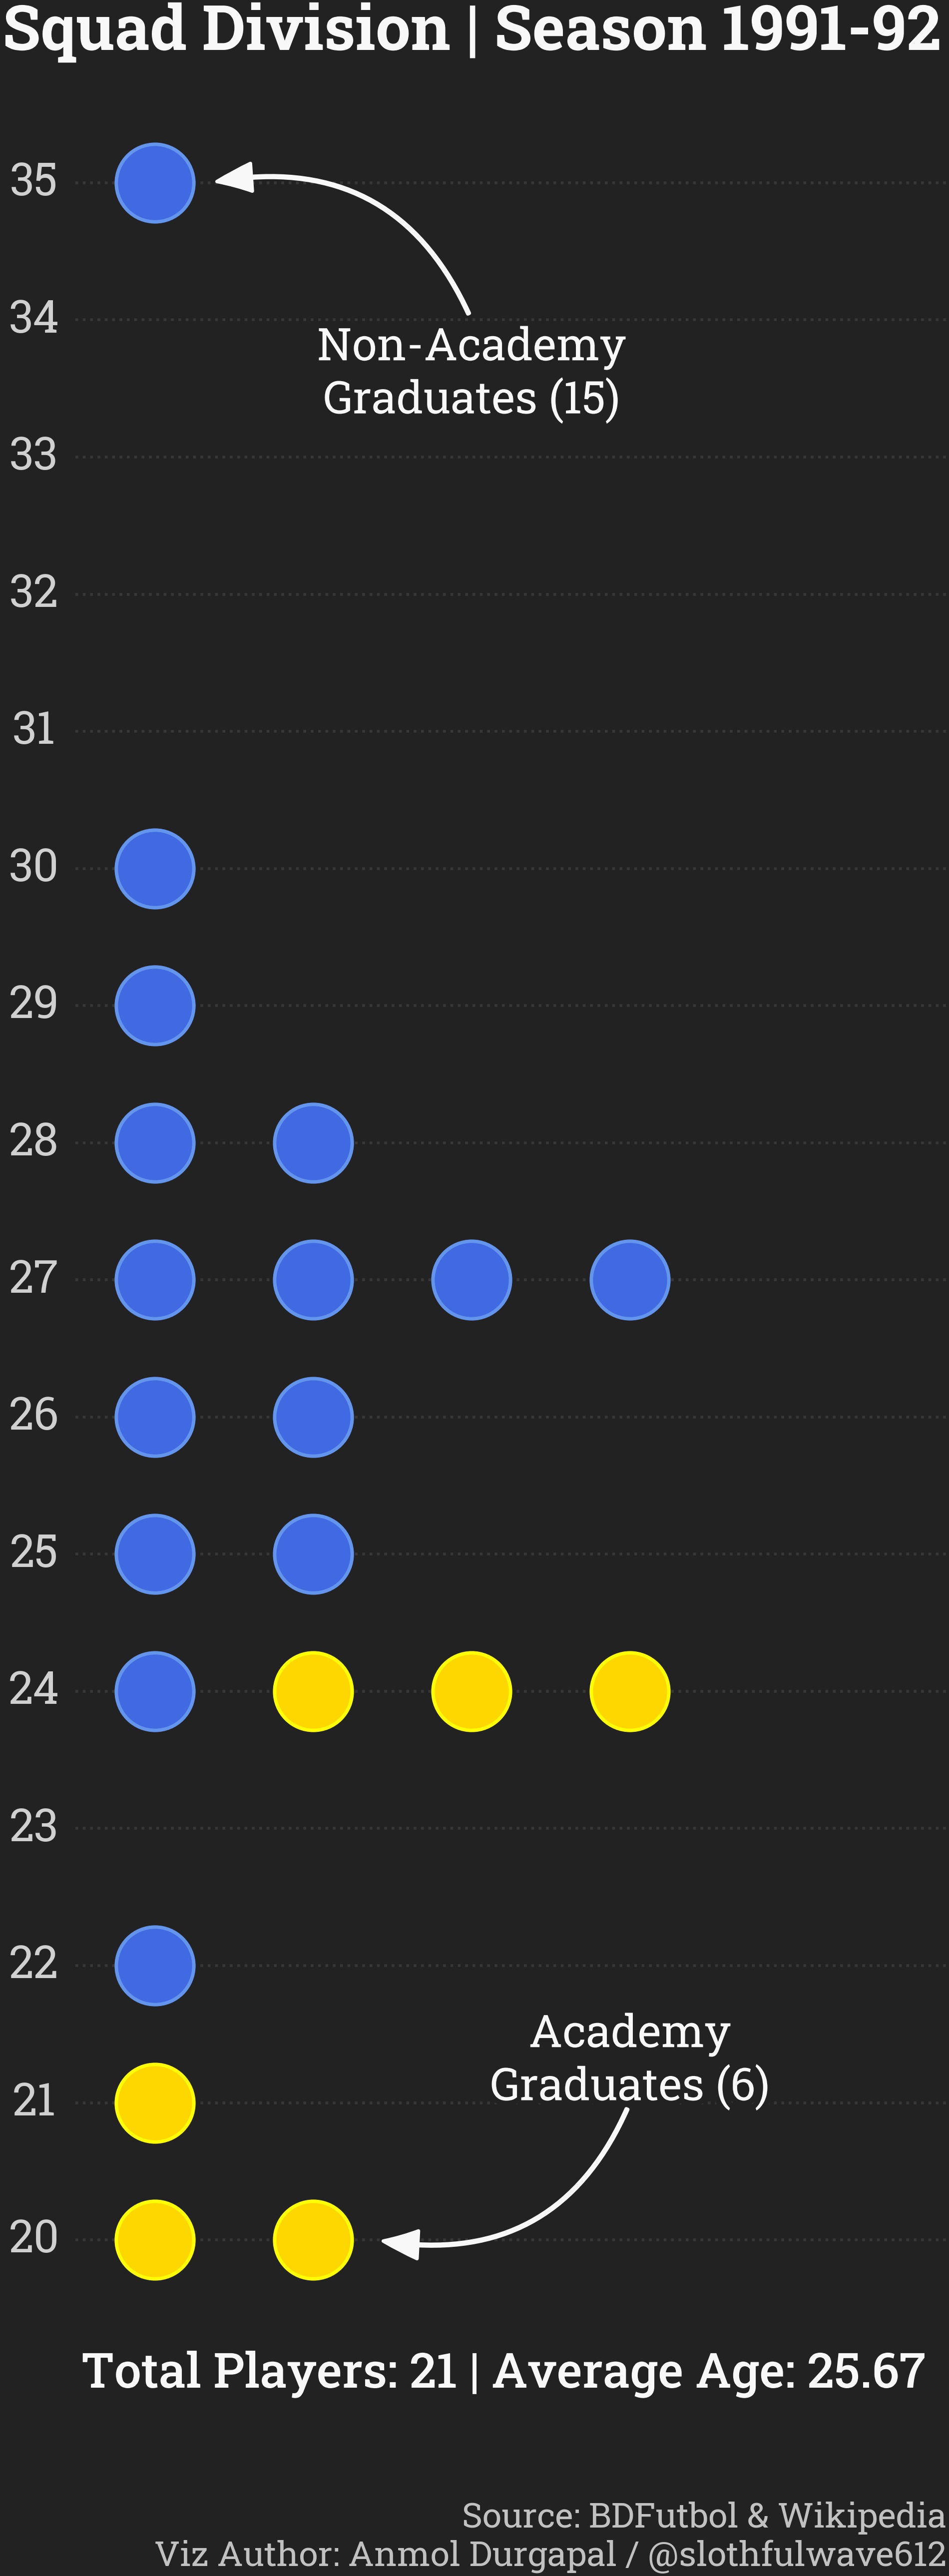 Squad Division | Season 1991-92
35
34
Non-Academy
Graduates (15)
33
32
31
30
29
28
27
26
25
24
23
22
Academy
Graduates (6)
21
20
Total Players: 21 | Average Age: 25.67
Source: BDFutbol & Wikipedia
Viz Author: Anmol Durgapal / @slothfulwave612